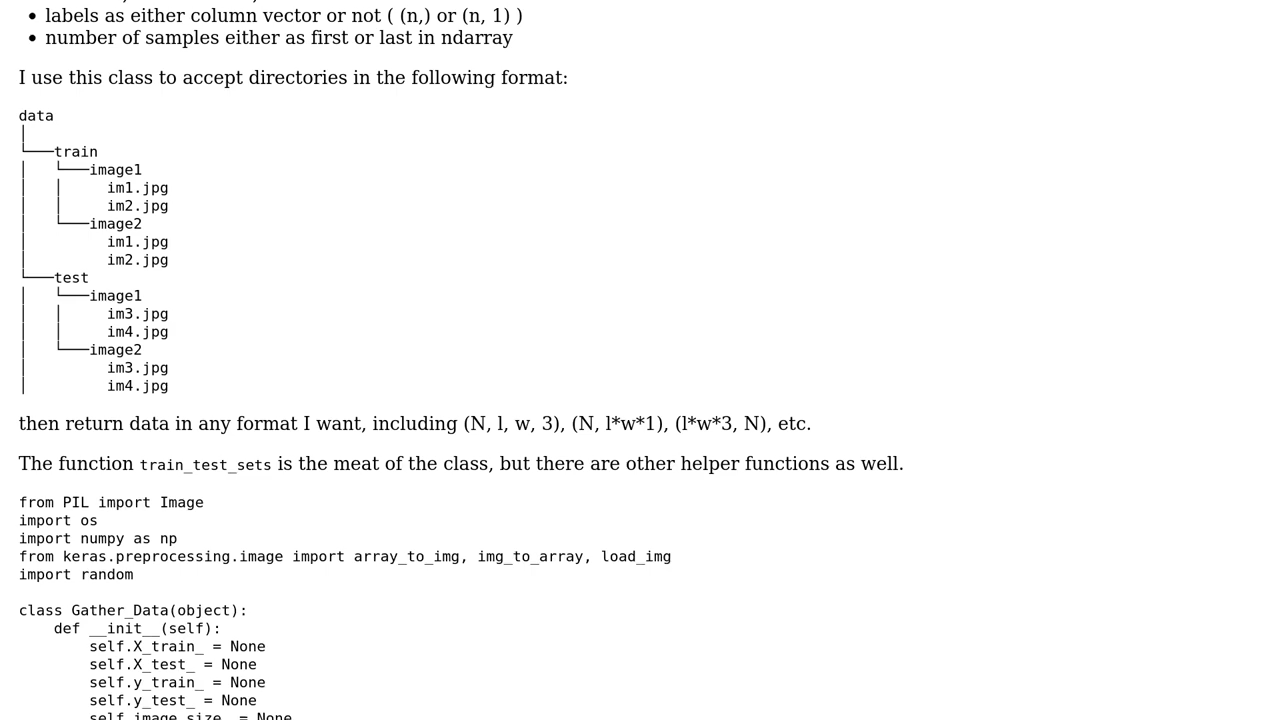 • labels as either column vector or not ( (n,) or (n, 1) )
• number of samples either as first or last in ndarray
I use this class to accept directories in the following format:
data
│
└───train
│   └───image1
│   │     im1.jpg
│   │     im2.jpg
│   └───image2
│         im1.jpg
│         im2.jpg
└───test
│   └───image1
│   │     im3.jpg
│   │     im4.jpg
│   └───image2
│         im3.jpg
│         im4.jpg
then return data in any format I want, including (N, l, w, 3), (N, l*w*1), (l*w*3, N), etc.
The function train_test_sets is the meat of the class, but there are other helper functions as well.
from PIL import Image
import os
import numpy as np
from keras.preprocessing.image import array_to_img, img_to_array, load_img
import random
class Gather_Data(object):
    def __init__(self):
        self.X_train_ = None
        self.X_test_ = None
        self.y_train_ = None
        self.y_test_ = None
        self.image_size_ = None